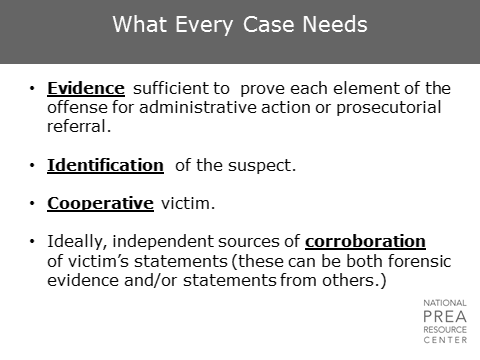 What Every Case Needs
• Evidence sufficient to prove each element of the
offense for administrative action or prosecutorial
referral.
• Identification of the suspect.
• Cooperative victim.
• Ideally, independent sources of corroboration
of victim's statements (these can be both forensic
evidence and/or statements from others.)
NATIONAL
PREA
RESOURCE
CENTER